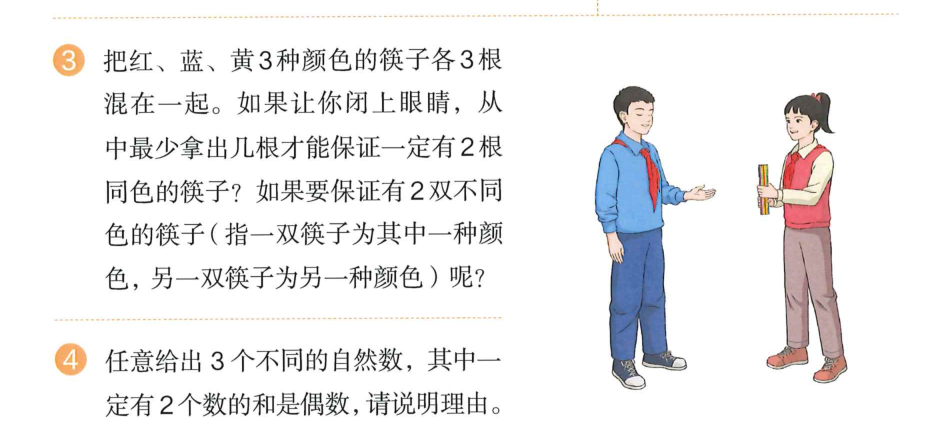 3 把红、蓝、黄3种颜色的筷子各3根
混在一起。如果让你闭上眼睛，从
中最少拿出几根才能保证一定有2根
同色的筷子？如果要保证有2双不同
色的筷子（指一双筷子为其中一种颜
色，另一双筷子为另一种颜色）呢？
4 任意给出 3 个不同的自然数，其中一
定有2个数的和是偶数，请说明理由。